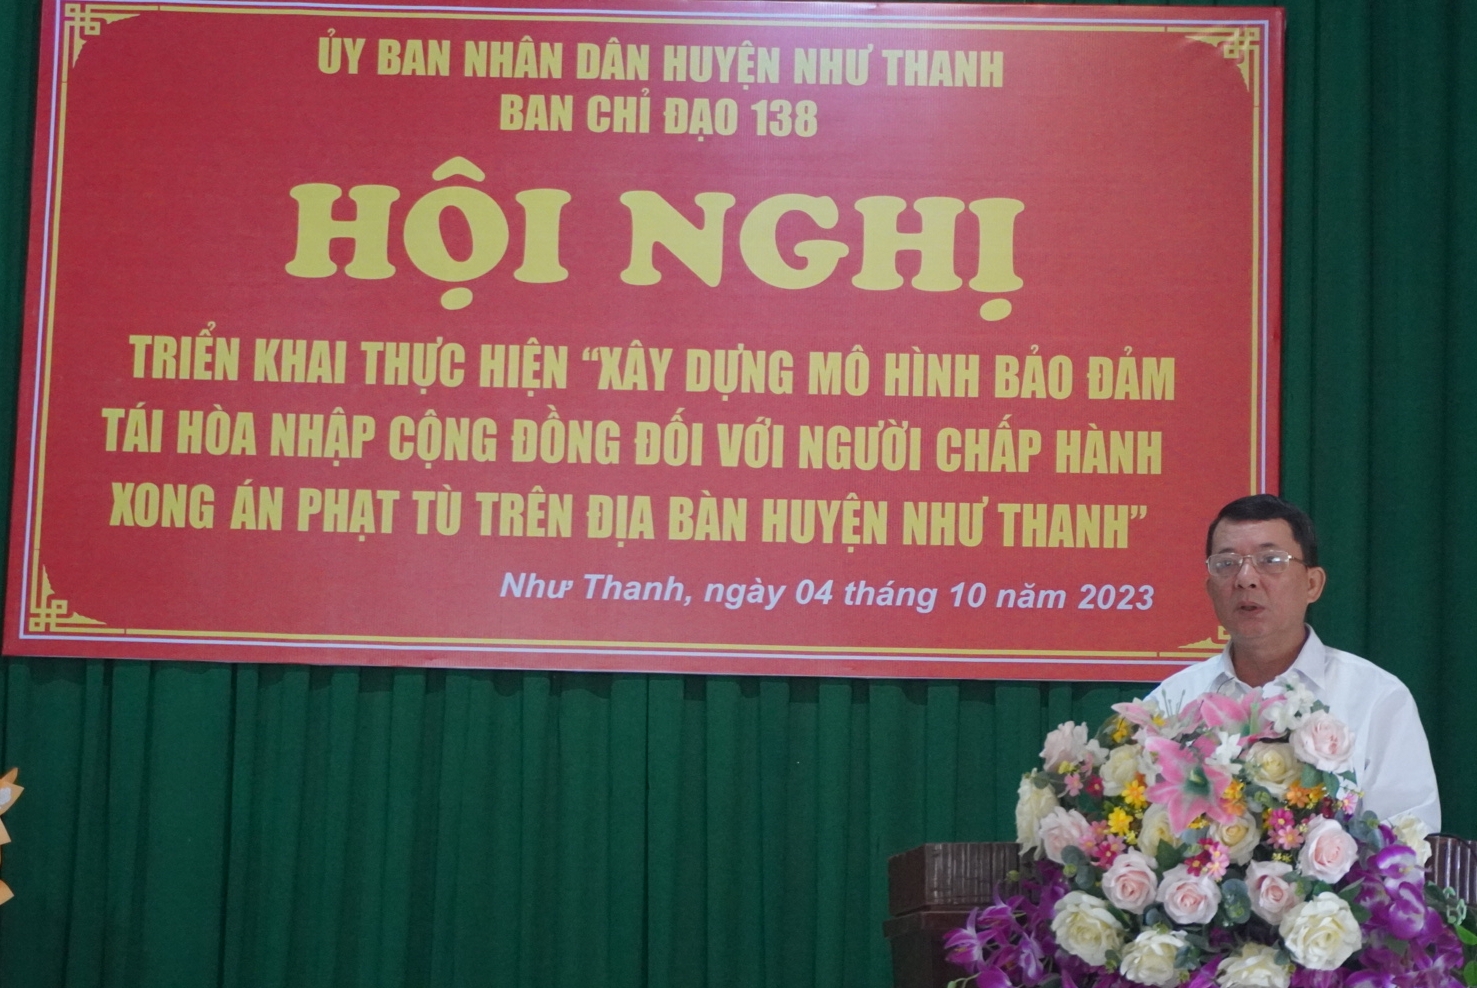 ỦY BAN NHÂN DÂN HUYỆN NHƯ THANH
BAN CHỈ ĐẠO 138
HỘI NGHỊ
TRIỂN KHAI THỰC HIỆN “XÂY DỰNG MÔ HÌNH BẢO ĐẢM
TÁI HÒA NHẬP CỘNG ĐỒNG ĐỐI VỚI NGƯỜI CHẤP HÀNH
XONG ÁN PHẠT TÙ TRÊN ĐỊA BÀN HUYỆN NHƯ THANH”
Như Thanh, ngày 04 tháng 10 năm 2023